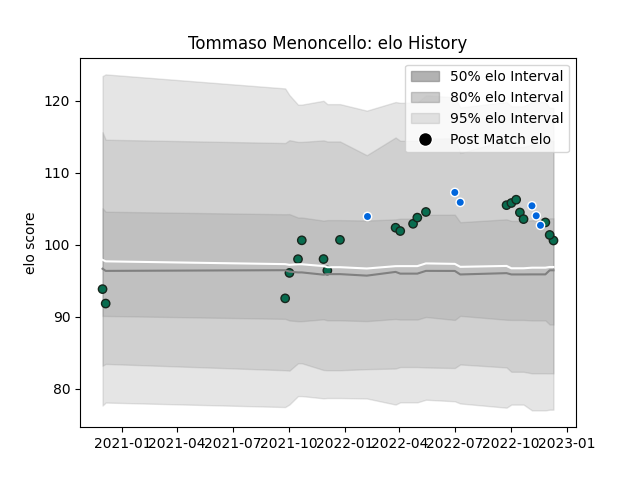 Tommaso Menoncello: elo History
50% elo Interval
80% elo Interval
95% elo Interval
Post Match elo
elo score
120
110
100
90
80
2021-01 2021-04 2021-07 2021-10 2022-01 2022-04 2022-07 2022-10 2023-01